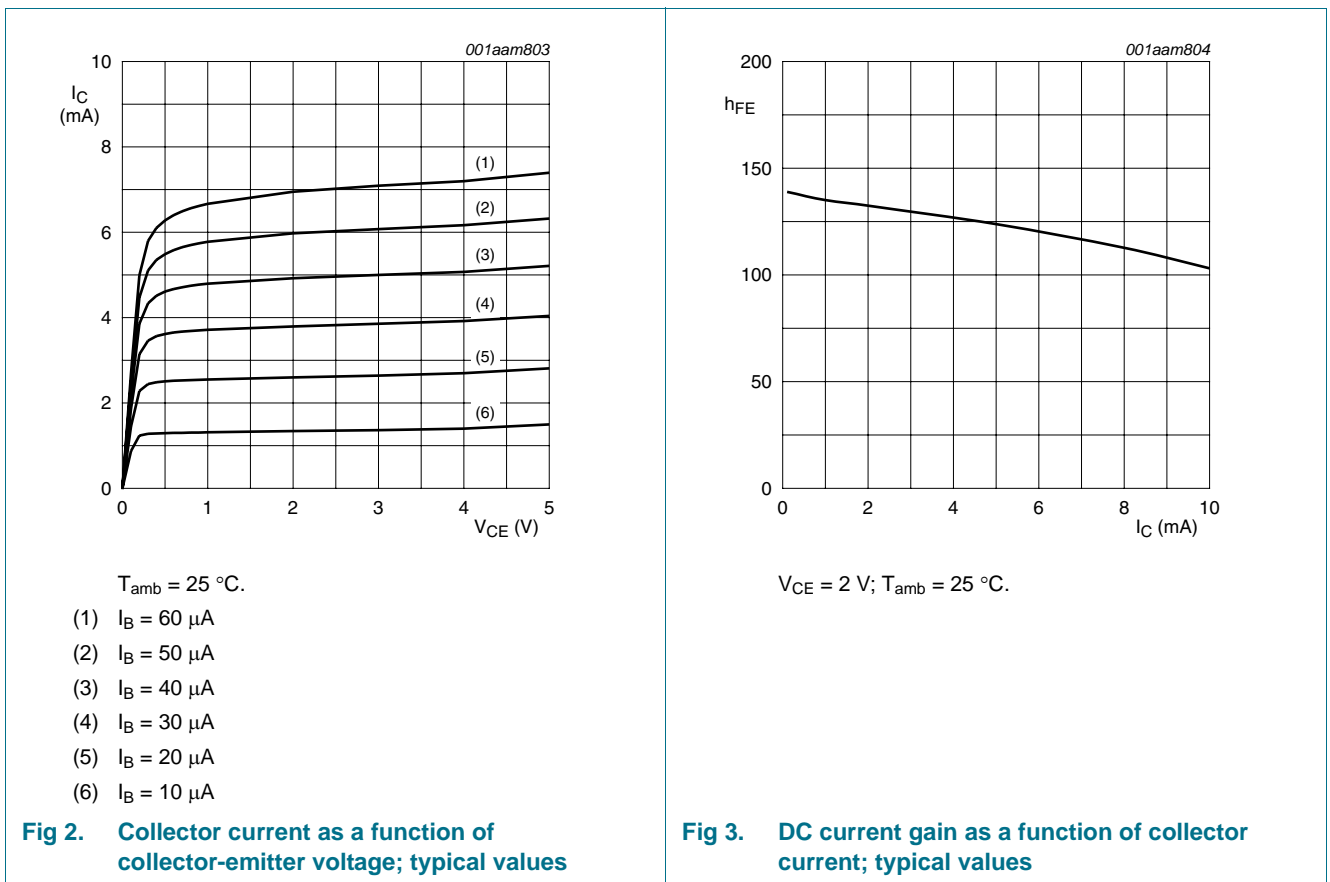 001aam803
10
I_C
(mA)
8
6
4
2
0
(1)
(2)
(3)
(4)
(5)
(6)
0 1 2 3 4 5
V_CE (V)
T_amb = 25 °C.
(1) I_B = 60 μA
(2) I_B = 50 μA
(3) I_B = 40 μA
(4) I_B = 30 μA
(5) I_B = 20 μA
(6) I_B = 10 μA
Fig 2. Collector current as a function of
collector-emitter voltage; typical values
001aam804
200
h_FE
150
100
50
0
0 2 4 6 8 10
I_C (mA)
V_CE = 2 V; T_amb = 25 °C.
Fig 3. DC current gain as a function of collector
current; typical values